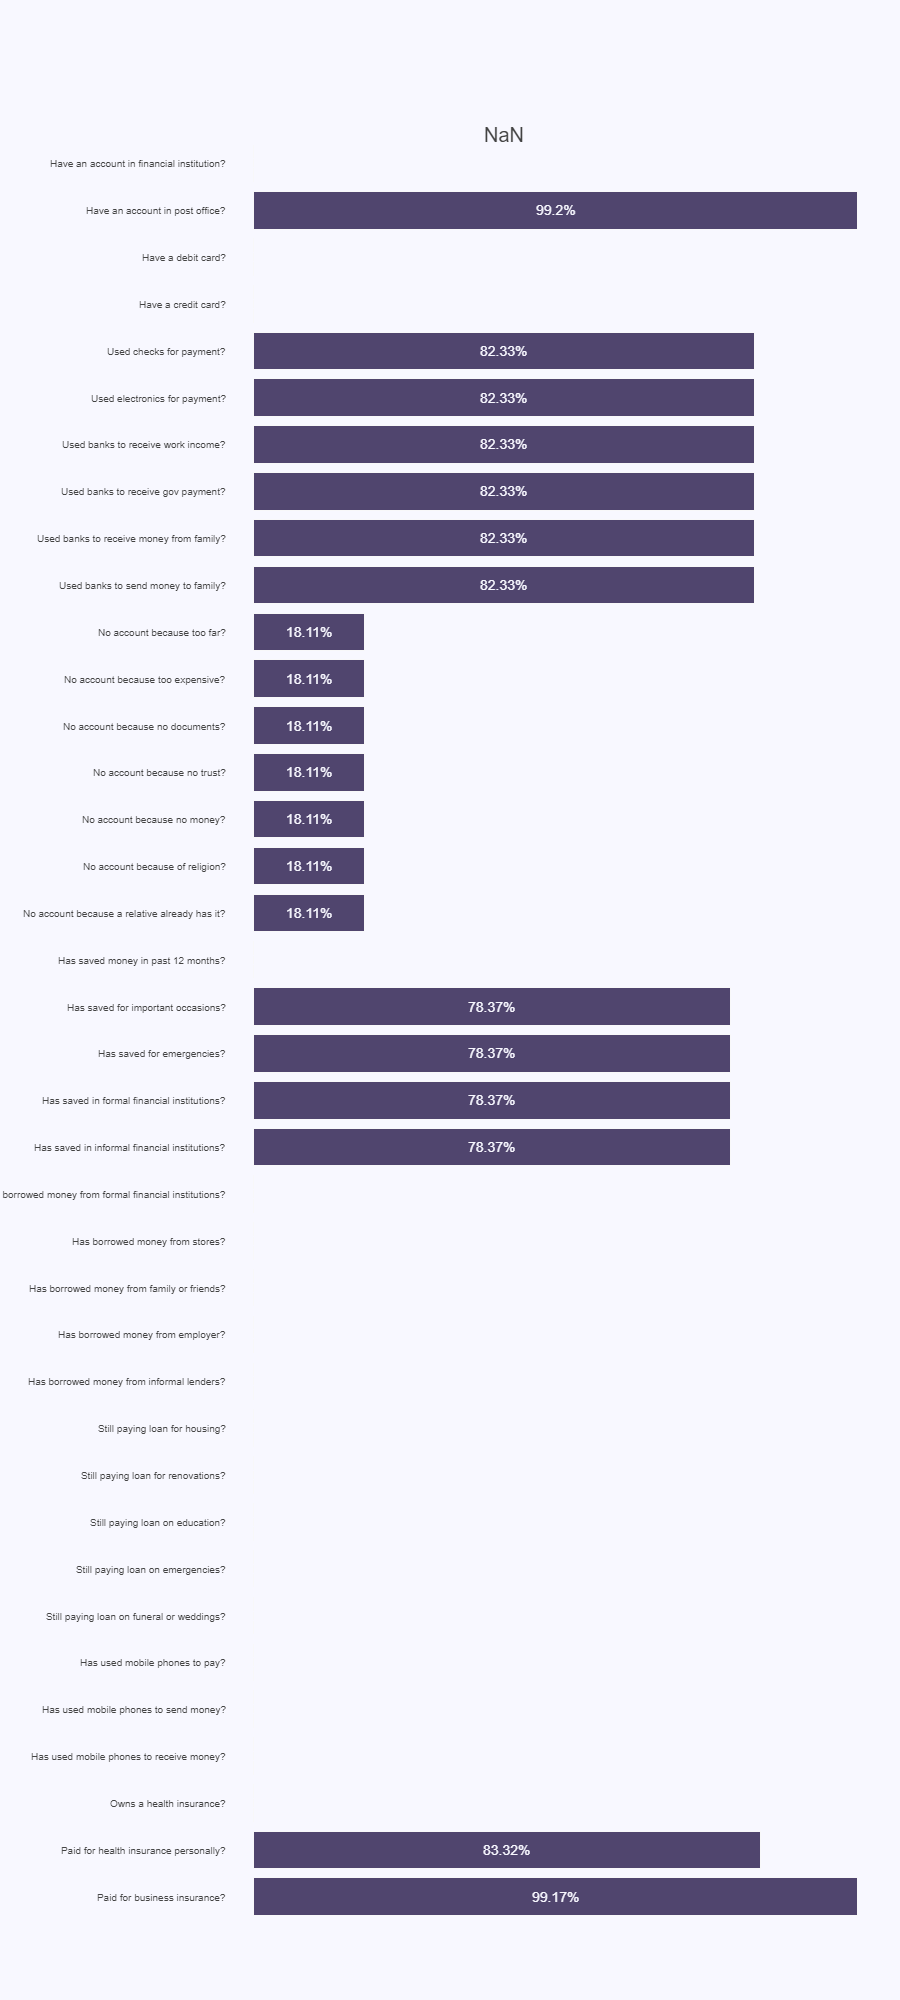 NaN
Have an account in financial institution?
Have an account in post office? 99.2%
Have a debit card?
Have a credit card?
Used checks for payment? 82.33%
Used electronics for payment? 82.33%
Used banks to receive work income? 82.33%
Used banks to receive gov payment? 82.33%
Used banks to receive money from family? 82.33%
Used banks to send money to family? 82.33%
No account because too far? 18.11%
No account because too expensive? 18.11%
No account because no documents? 18.11%
No account because no trust? 18.11%
No account because no money? 18.11%
No account because of religion? 18.11%
No account because a relative already has it? 18.11%
Has saved money in past 12 months?
Has saved for important occasions? 78.37%
Has saved for emergencies? 78.37%
Has saved in formal financial institutions? 78.37%
Has saved in informal financial institutions? 78.37%
borrowed money from formal financial institutions?
Has borrowed money from stores?
Has borrowed money from family or friends?
Has borrowed money from employer?
Has borrowed money from informal lenders?
Still paying loan for housing?
Still paying loan for renovations?
Still paying loan on education?
Still paying loan on emergencies?
Still paying loan on funeral or weddings?
Has used mobile phones to pay?
Has used mobile phones to send money?
Has used mobile phones to receive money?
Owns a health insurance?
Paid for health insurance personally? 83.32%
Paid for business insurance? 99.17%